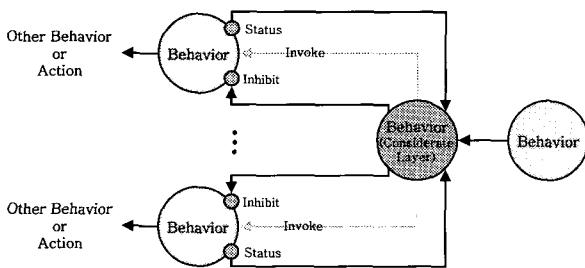 Status
Other Behavior
or
Action
Behavior
Invoke
Inhibit
Behavior
(Considerate
Layer)
Behavior
Inhibit
Other Behavior
or
Action
Behavior
Invoke
Status